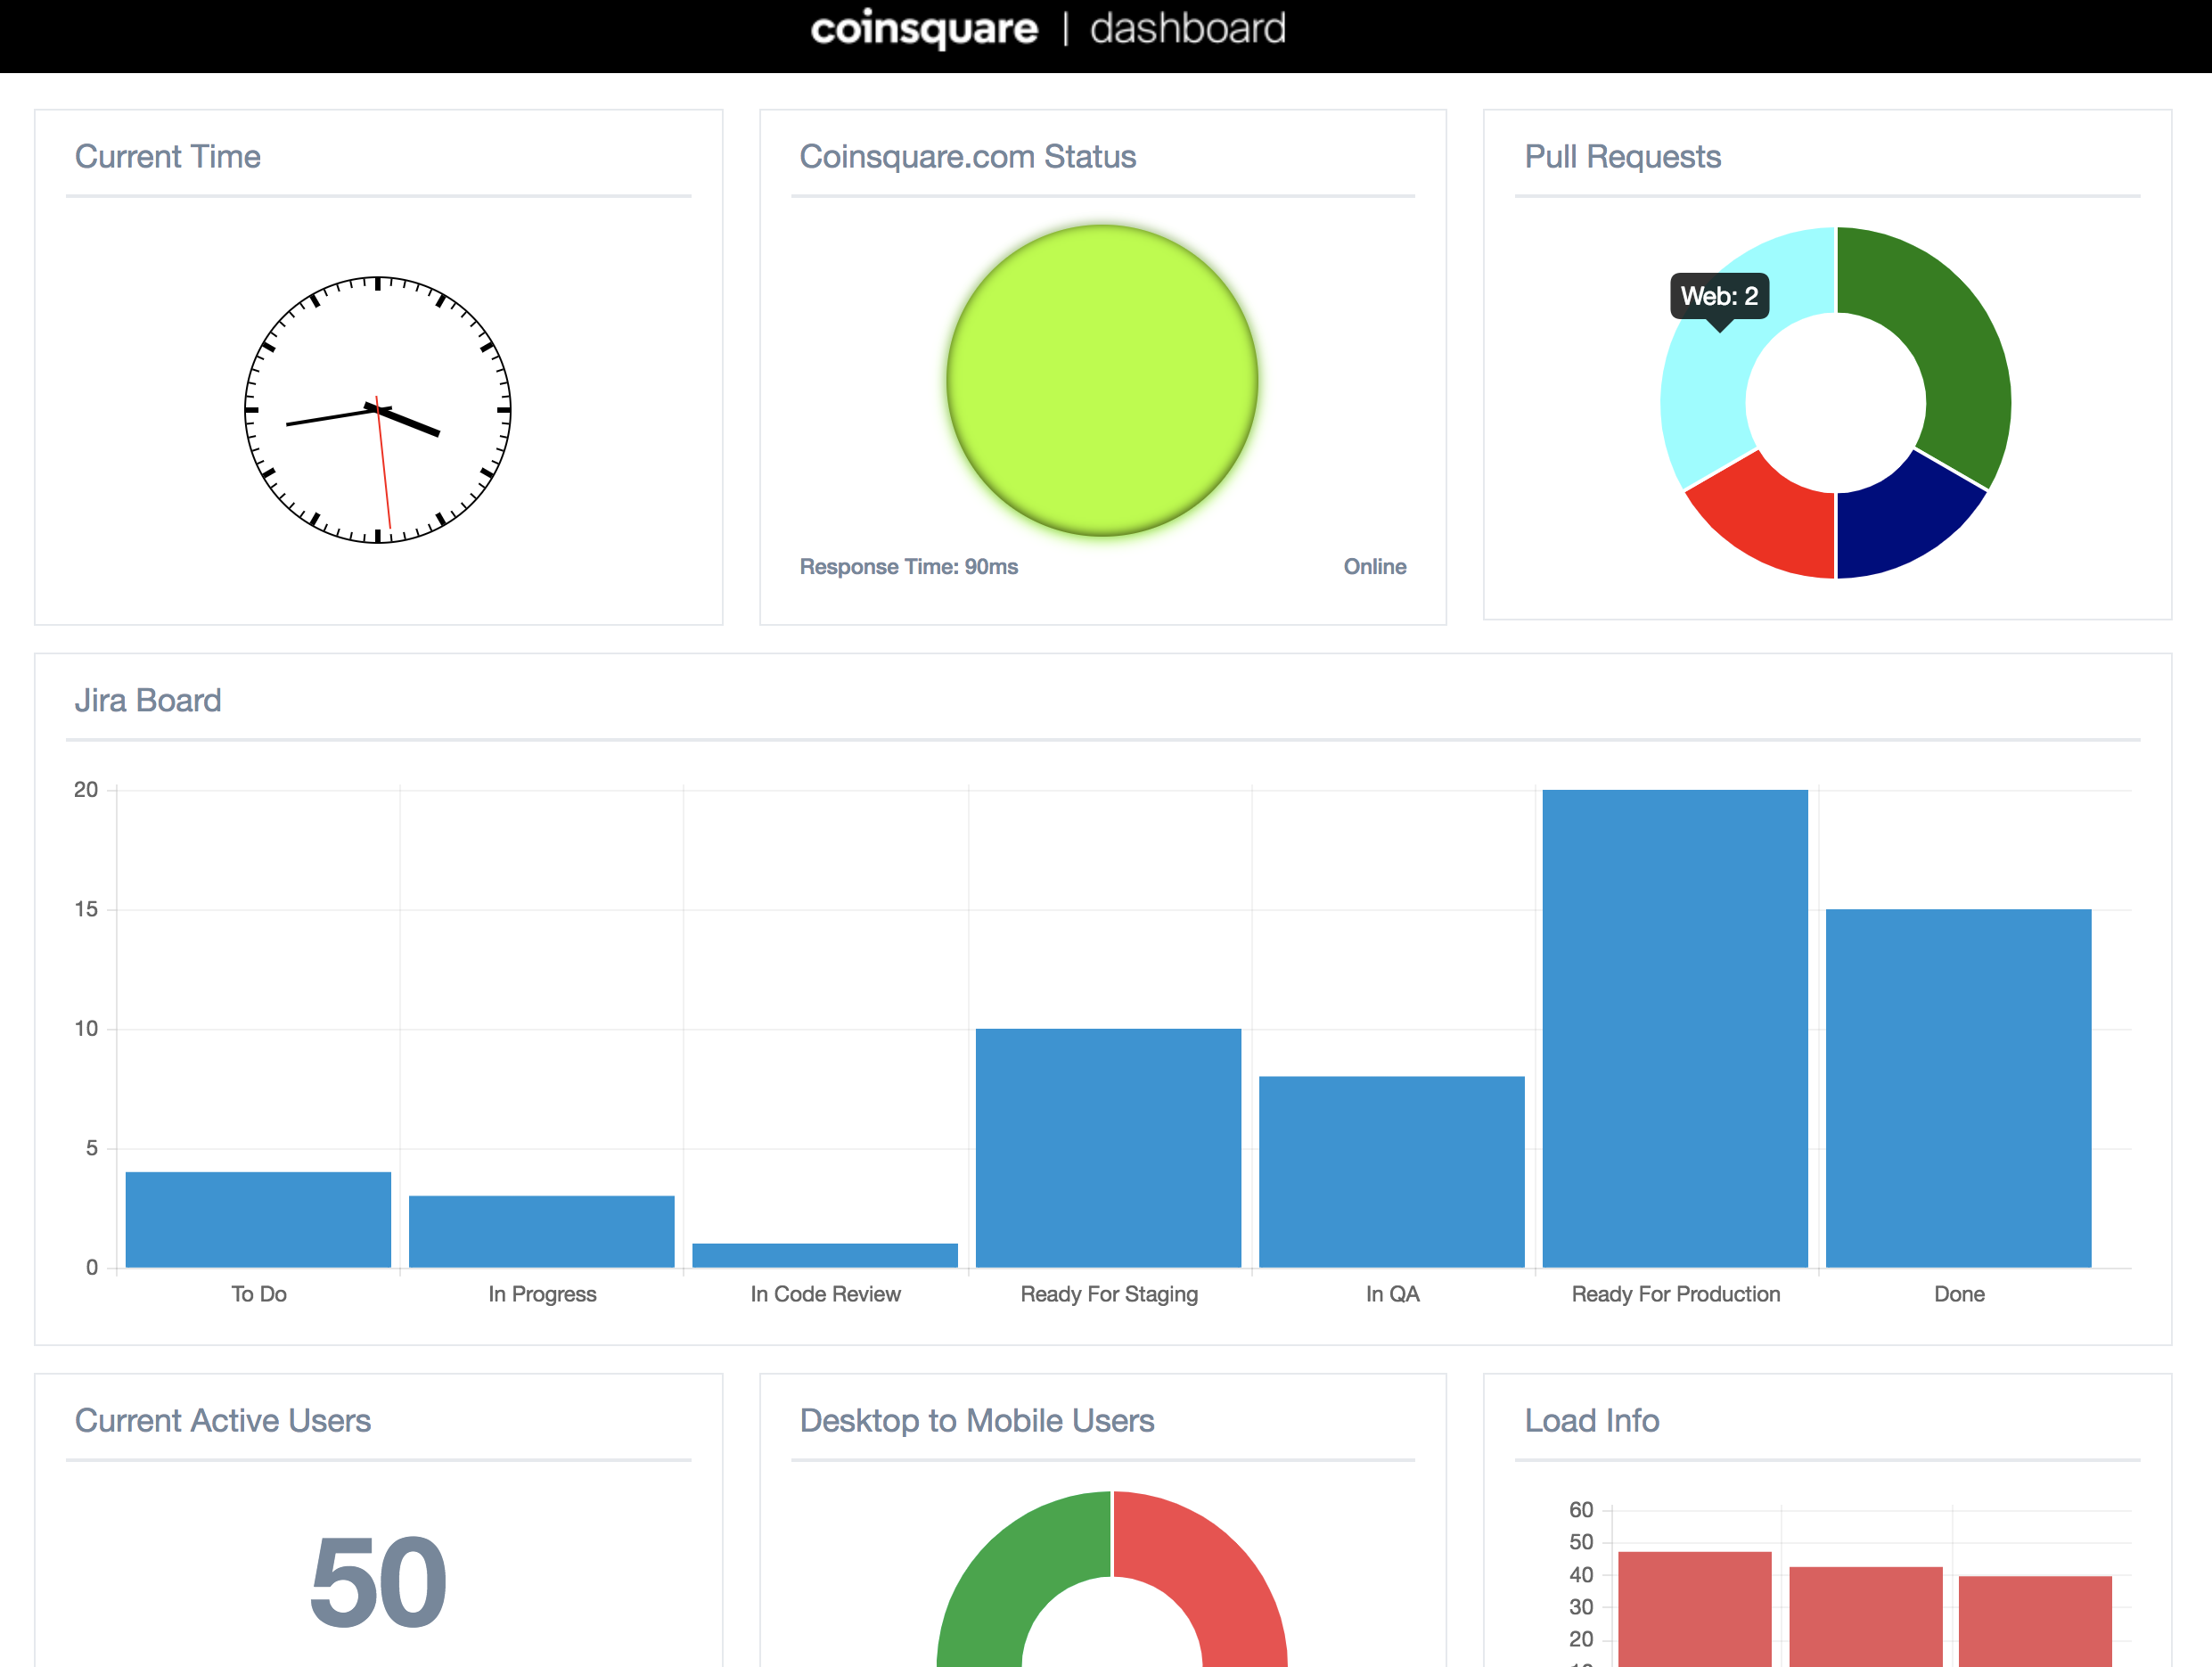 coinsquare | dashboard
Current Time
Coinsquare.com Status
Response Time: 90ms
Online
Pull Requests
Web: 2
Jira Board
20
15
10
5
0
To Do
In Progress
In Code Review
Ready For Staging
In QA
Ready For Production
Done
Current Active Users
50
Desktop to Mobile Users
Load Info
60
50
40
30
20